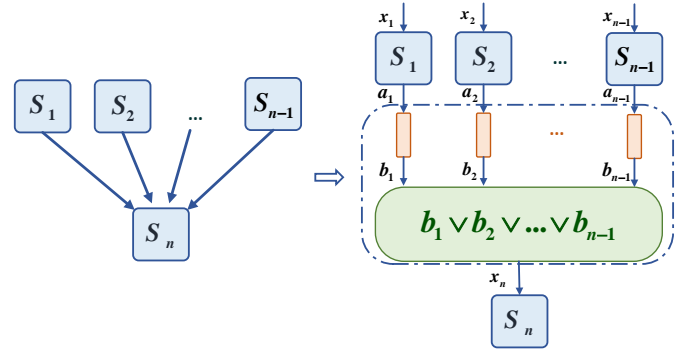 x₁ x₂ xₙ₋₁
S₁ S₂ ... Sₙ₋₁
a₁ a₂ aₙ₋₁
S₁ S₂ ... Sₙ₋₁
...
b₁ b₂ bₙ₋₁
b₁ ∨ b₂ ∨ ... ∨ bₙ₋₁
Sₙ
xₙ
Sₙ